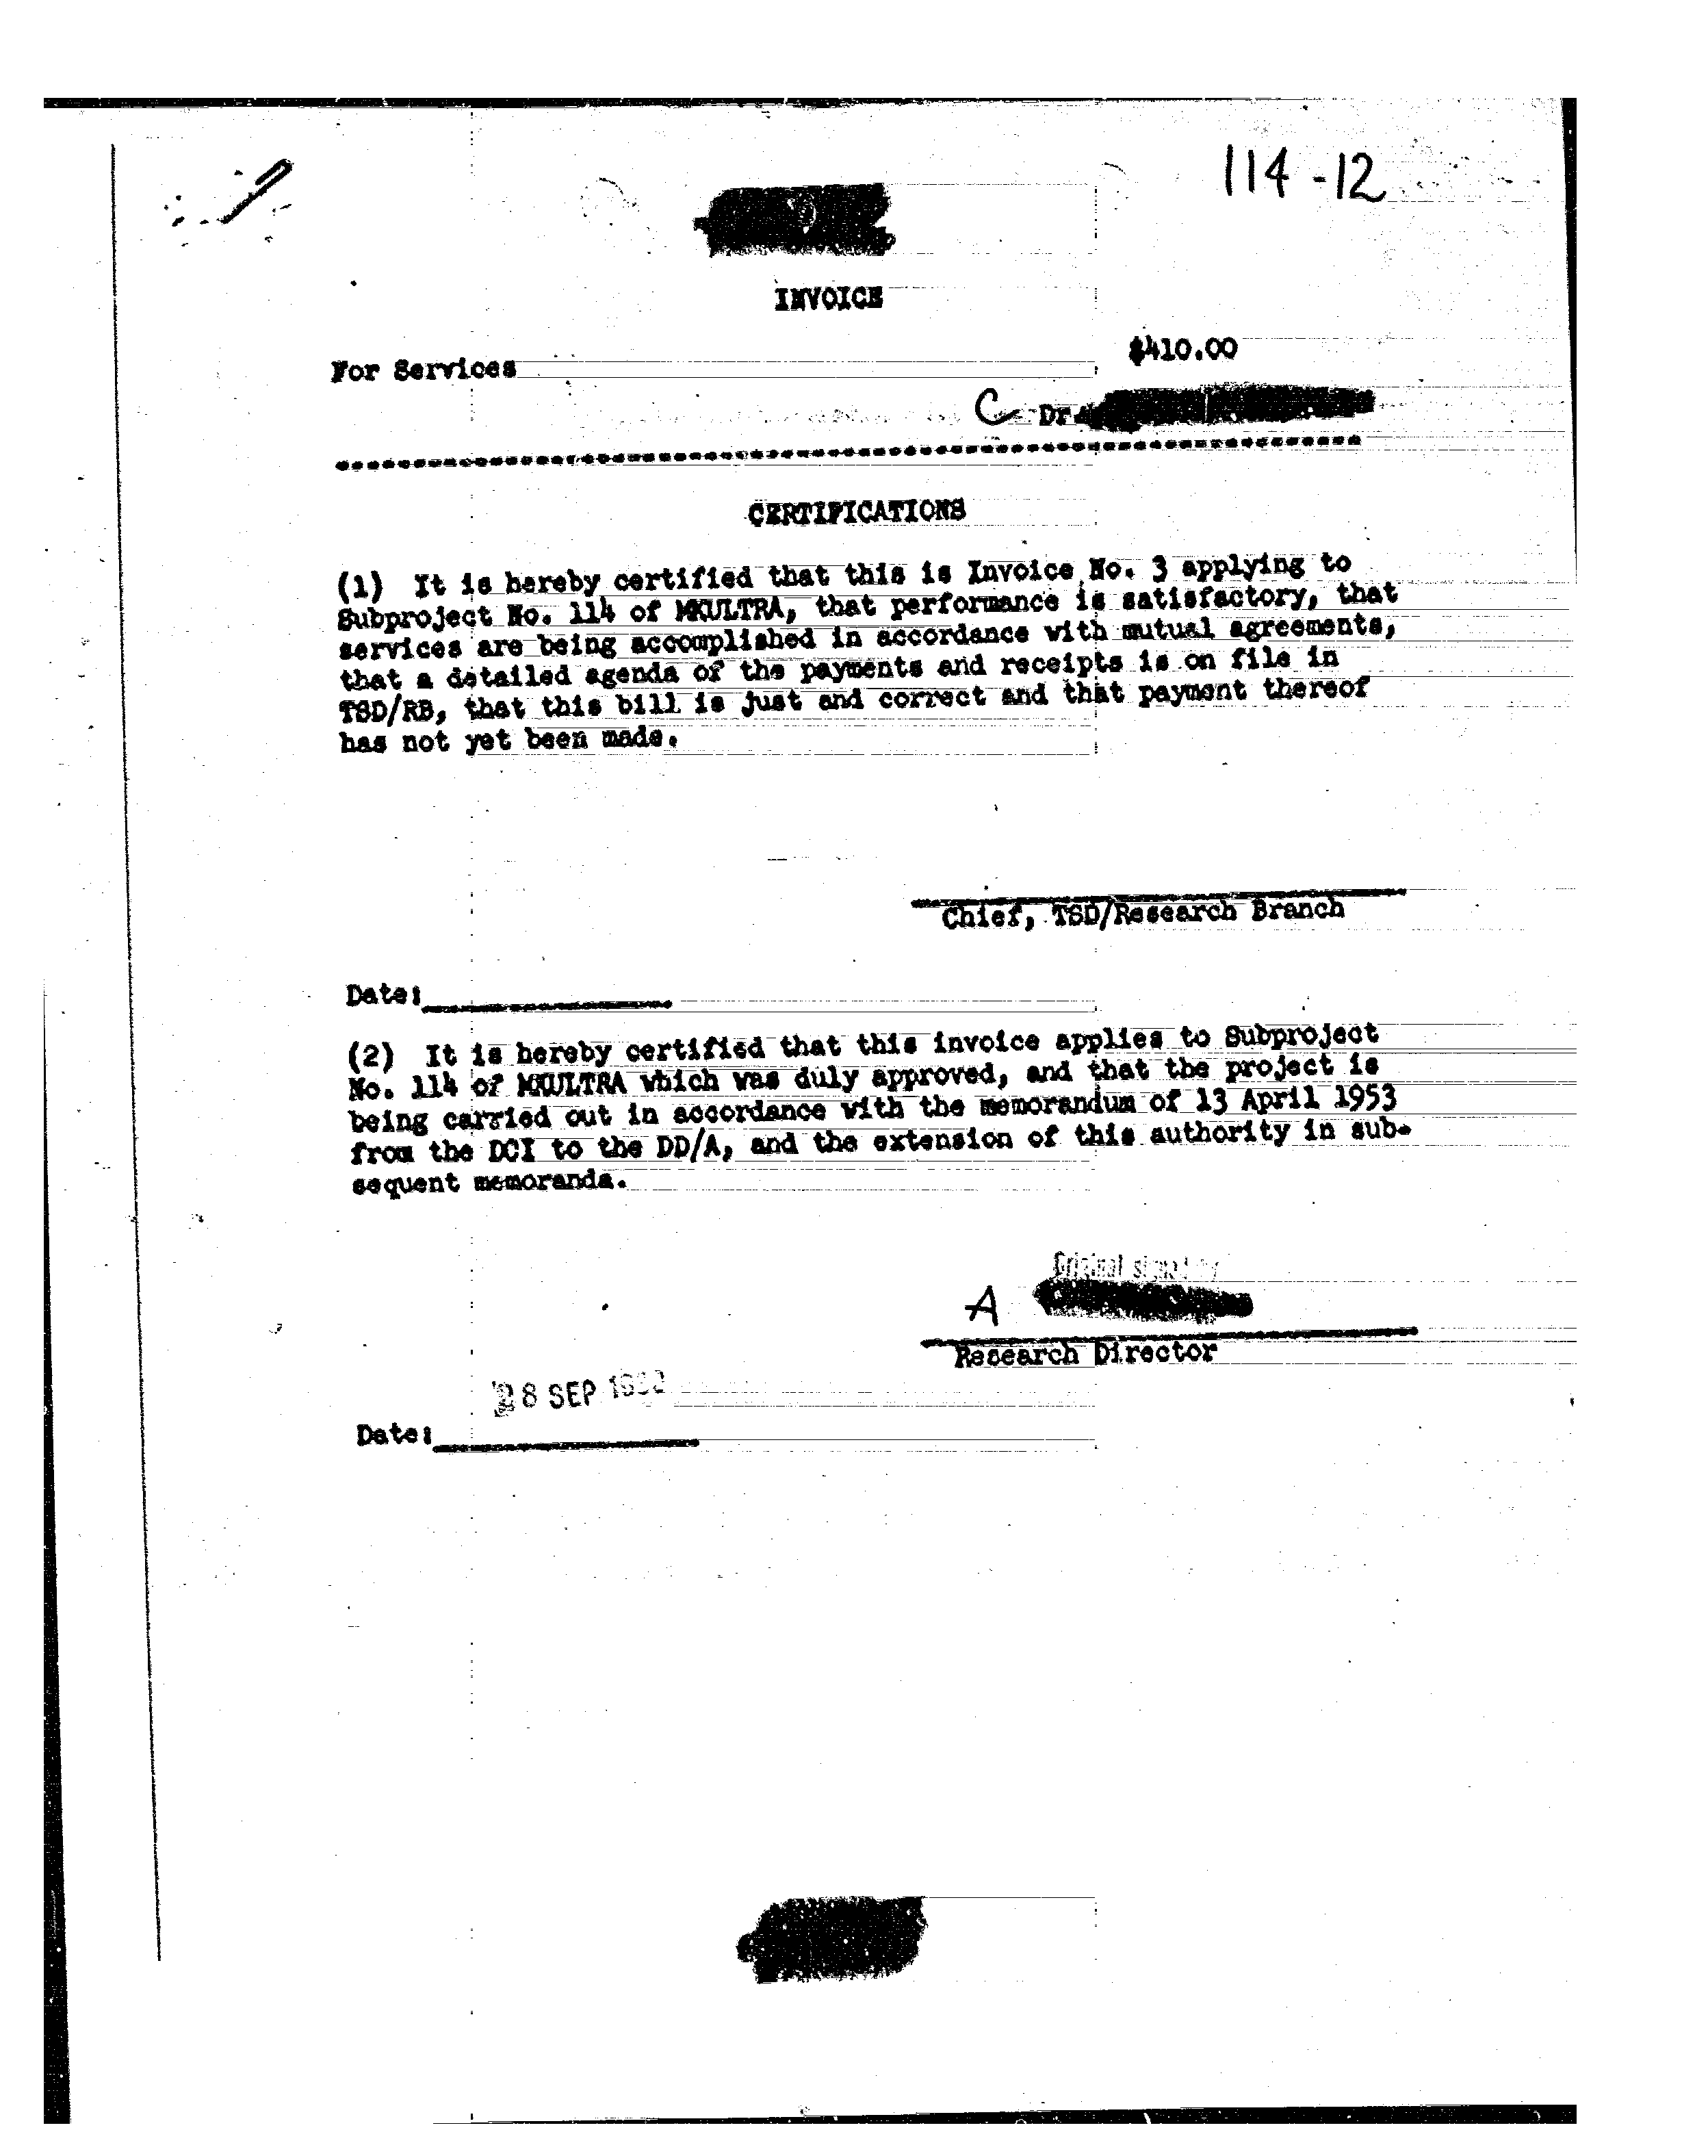 114-12
INVOICE
$410.00
For Services
C Dr.
CERTIFICATIONS
(1) It is hereby certified that this is Invoice No. 3 applying to
Subproject No. 114 of MKULTRA, that performance is satisfactory, that
services are being accomplished in accordance with mutual agreements,
that a detailed agenda of the payments and receipts is on file in
TSD/RB, that this bill is just and correct and that payment thereof
has not yet been made.
Chief, TSD/Research Branch
Date:
(2) It is hereby certified that this invoice applies to Subproject
No. 114 of MKULTRA which was duly approved, and that the project is
being carried out in accordance with the memorandum of 13 April 1953
from the DCI to the DD/A, and the extension of this authority in sub-
sequent memoranda.
Original signed by
A
Research Director
28 SEP
Date: